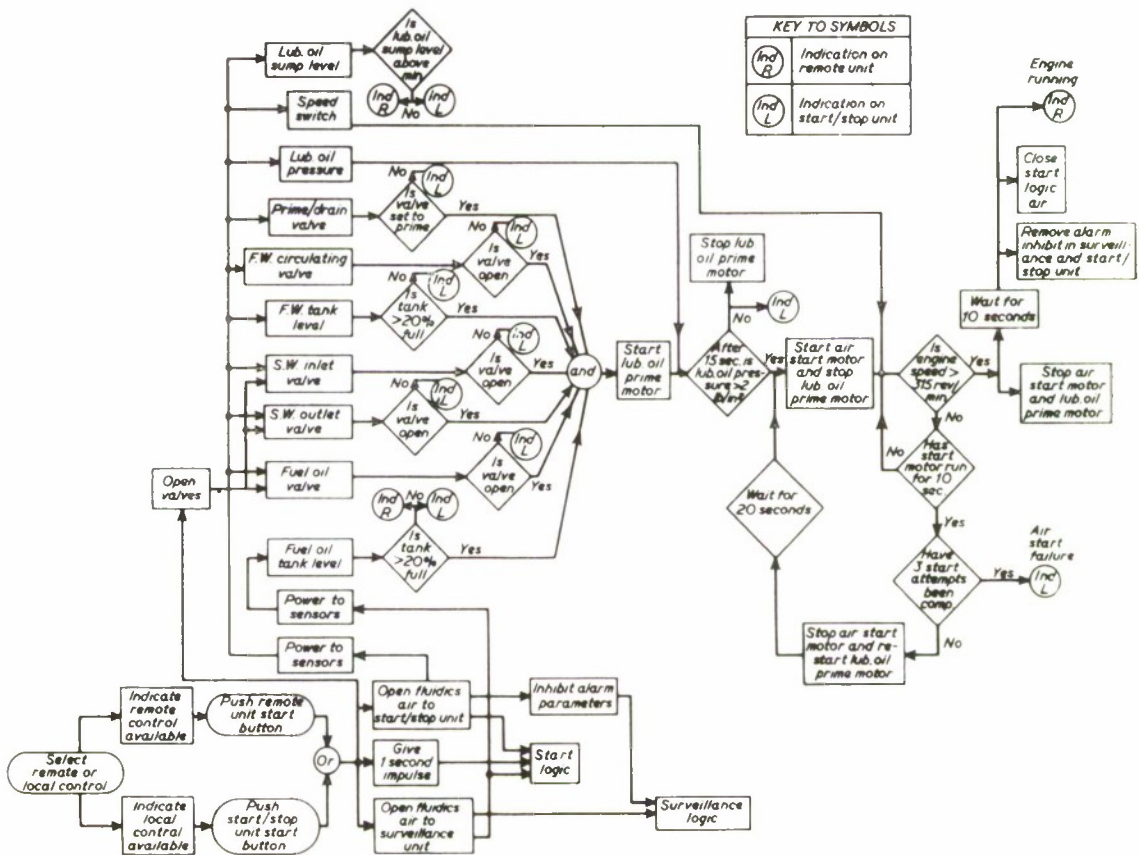 KEY TO SYMBOLS
Ind
R
Indication on
remote unit
Ind
L
Indication on
start/stop unit
Lub. oil
sump level
Is
lub. oil
sump level
above
min
Ind
R
No
Ind
L
Speed
switch
Lub. oil
pressure
Prime/drain
valve
No
Ind
L
Is
valve
set to
prime
Yes
F.W. circulating
valve
No
Ind
L
Is
valve
open
Yes
F.W. tank
level
No
Ind
L
Is
tank
>20%
full
Yes
S.W. inlet
valve
No
Ind
L
Is
valve
open
Yes
S.W. outlet
valve
No
Ind
L
Is
valve
open
Yes
Open
valves
Fuel oil
valve
No
Ind
L
Is
valve
open
Yes
Fuel oil
tank level
Ind
R
No
Ind
L
Is
tank
>20%
full
Yes
and
Start
lub oil
prime
motor
Stop lub
oil prime
motor
No
Ind
L
After
15 sec. is
lub. oil pres-
sure >2
lb/in²
Yes
Start air
start motor
and stop
lub. oil
prime motor
Is
engine
speed >
315 rev/
min
Yes
No
Engine
running
Ind
R
Close
start
logic
air
Remove alarm
inhibit in surveill-
ance and start/
stop unit
Wait for
10 seconds
Stop air
start motor
and lub. oil
prime motor
Has
start
motor run
for 10
sec.
No
Yes
Have
3 start
attempts
been
comp.
Yes
Air
start
failure
Ind
L
No
Stop air start
motor and re-
start lub. oil
prime motor
Wait for
20 seconds
Power to
sensors
Power to
sensors
Select
remate or
local control
Indicate
remote
control
available
Push remote
unit start
button
Indicate
local
control
available
Push
start/stop
unit start
button
Or
Open fluidics
air to
start/stop unit
Give
1 second
impulse
Open fluidics
air to
surveillance
unit
Inhibit alarm
parameters
Start
logic
Surveillance
logic